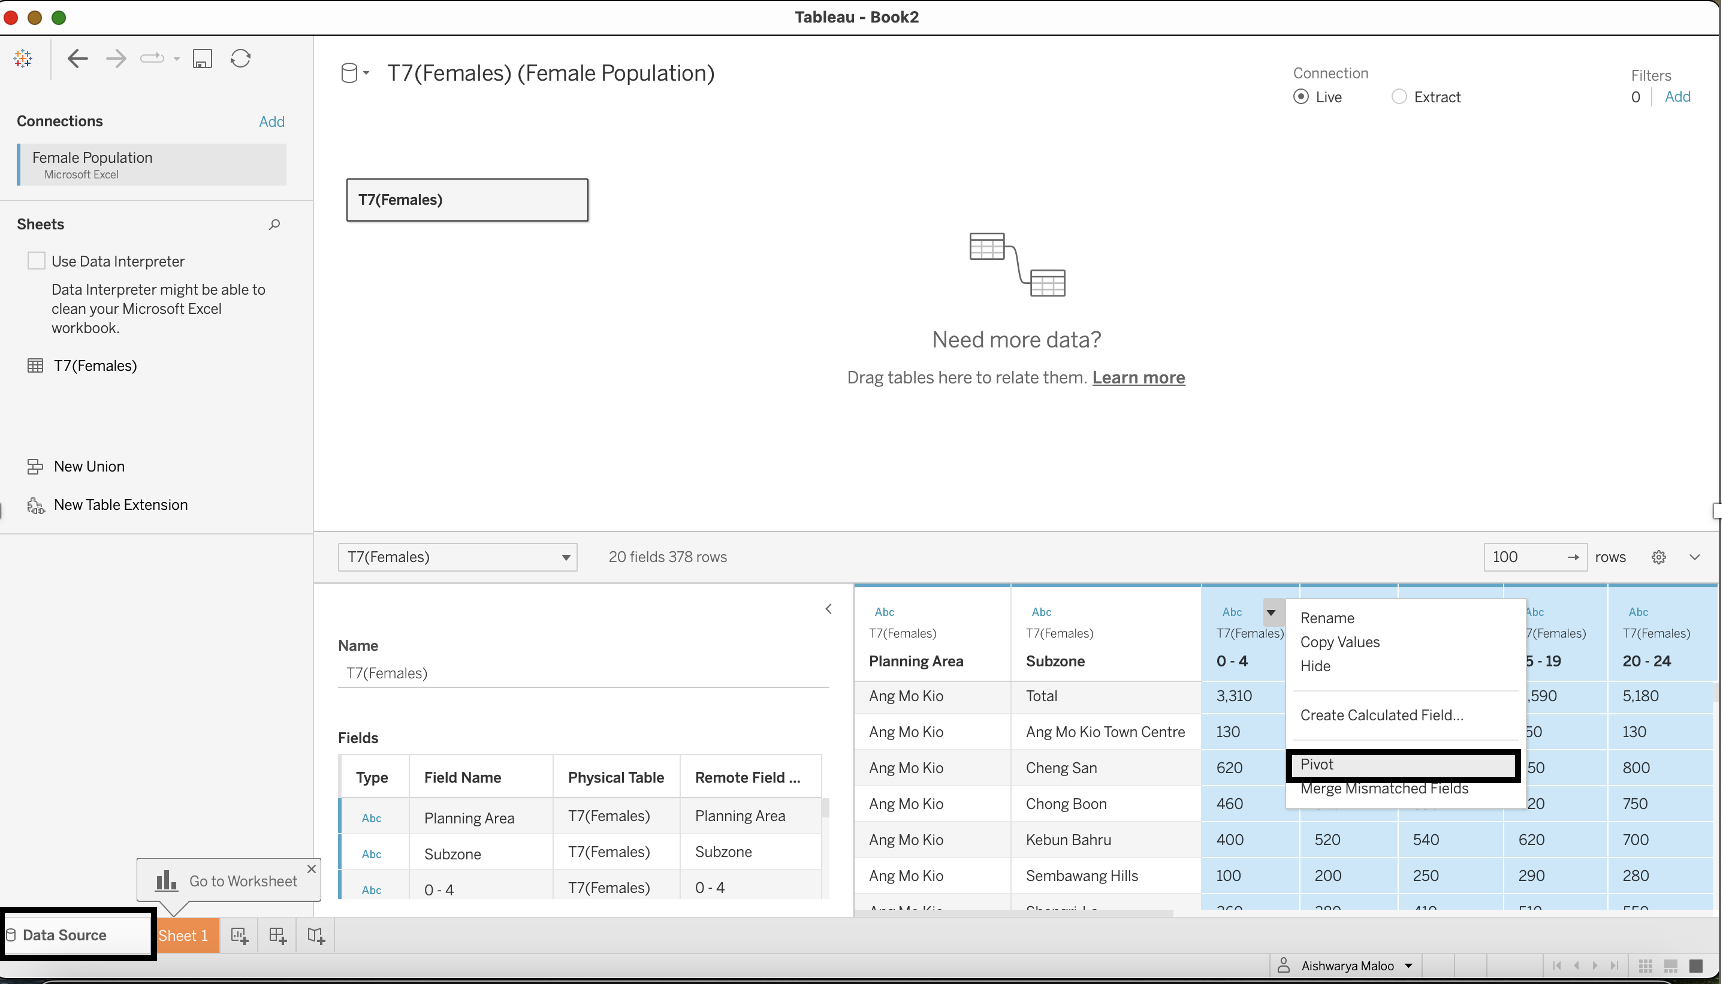 Tableau - Book2
T7(Females) (Female Population)
Connection
Live
Extract
Filters
0
Add
Connections
Add
Female Population
Microsoft Excel
T7(Females)
Sheets
Use Data Interpreter
Data Interpreter might be able to
clean your Microsoft Excel
workbook.
T7(Females)
Need more data?
Drag tables here to relate them. Learn more
New Union
New Table Extension
T7(Females)
20 fields 378 rows
100
rows
Name
T7(Females)
Fields
Type Field Name Physical Table Remote Field ...
Abc Planning Area T7(Females) Planning Area
Abc Subzone T7(Females) Subzone
Abc 0 - 4 T7(Females) 0 - 4
Abc Abc Abc Abc Abc
T7(Females) T7(Females) T7(Females) 7(Females) T7(Females)
Planning Area Subzone 0 - 4 5 - 19 20 - 24
Ang Mo Kio Total 3,310 ,590 5,180
Ang Mo Kio Ang Mo Kio Town Centre 130 50 130
Ang Mo Kio Cheng San 620 50 800
Ang Mo Kio Chong Boon 460 20 750
Ang Mo Kio Kebun Bahru 400 520 540 620 700
Ang Mo Kio Sembawang Hills 100 200 250 290 280
Rename
Copy Values
Hide
Create Calculated Field...
Pivot
Merge Mismatched Fields
Go to Worksheet
Data Source
Sheet 1
Aishwarya Maloo